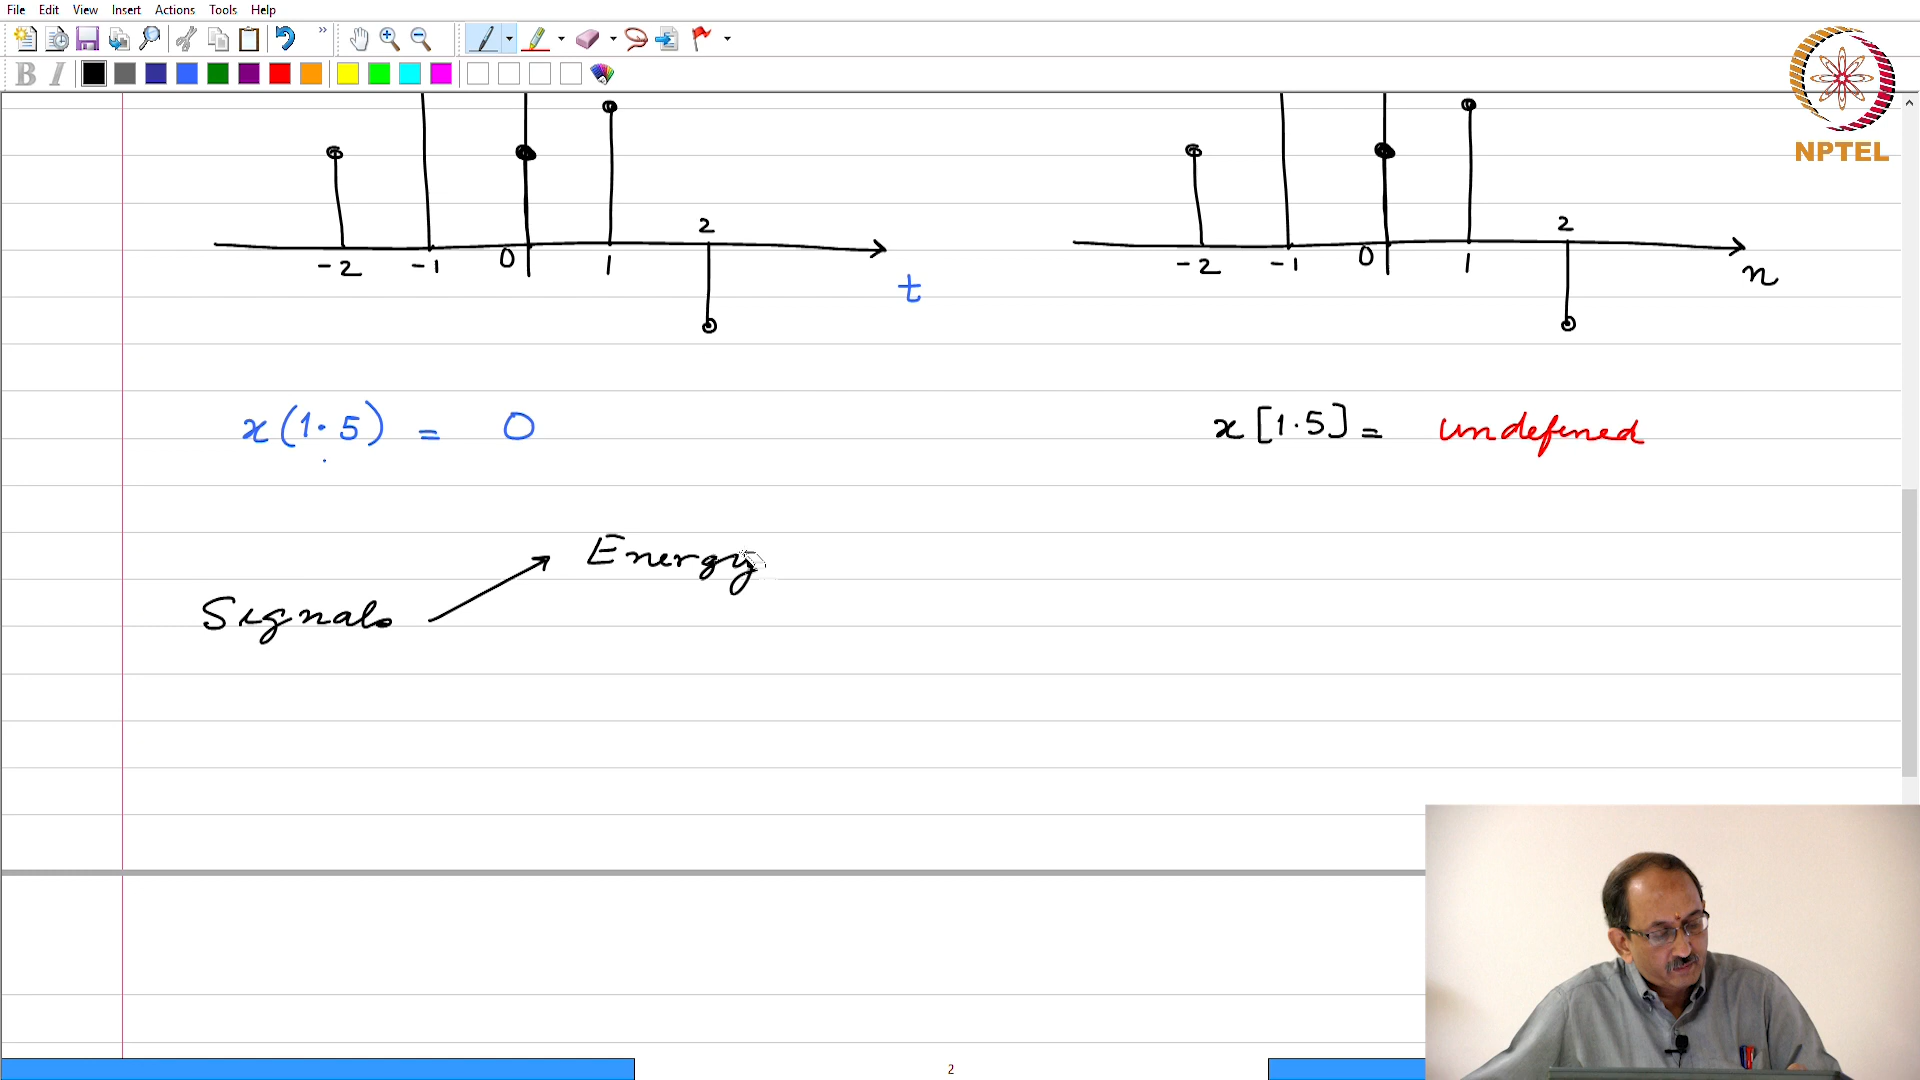 File Edit View Insert Actions Tools Help
B I
NPTEL
2 2
-2 -1 0 1 -2 -1 0 1
t n
x(1.5) = 0 x[1.5] = undefined
Energy
Signals
2